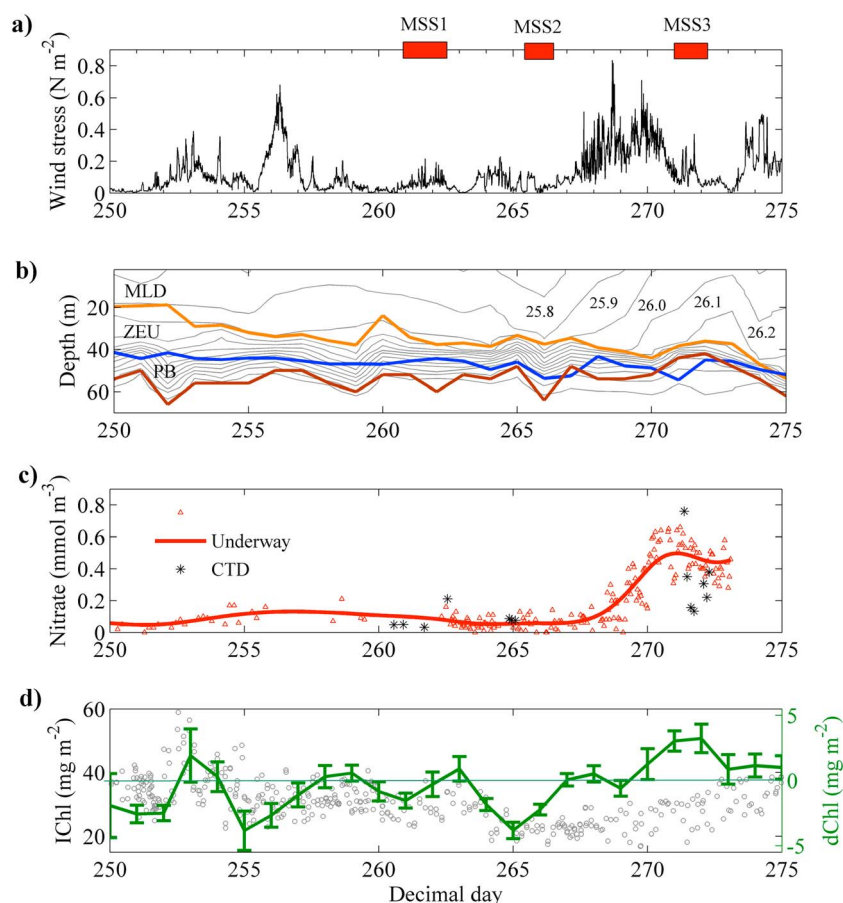 a)
MSS1 MSS2 MSS3
Wind stress (N m-2)
0.8
0.6
0.4
0.2
0
250 255 260 265 270 275
b)
Depth (m)
20
40
60
MLD
ZEU
PB
25.8 25.9 26.0 26.1 26.2
250 255 260 265 270 275
c)
Nitrate (mmol m-3)
0.8
0.6
0.4
0.2
0
Underway
CTD
250 255 260 265 270 275
d)
IChl (mg m-2)
60
40
20
5
0
-5
dChl (mg m-2)
250 255 260 265 270 275
Decimal day